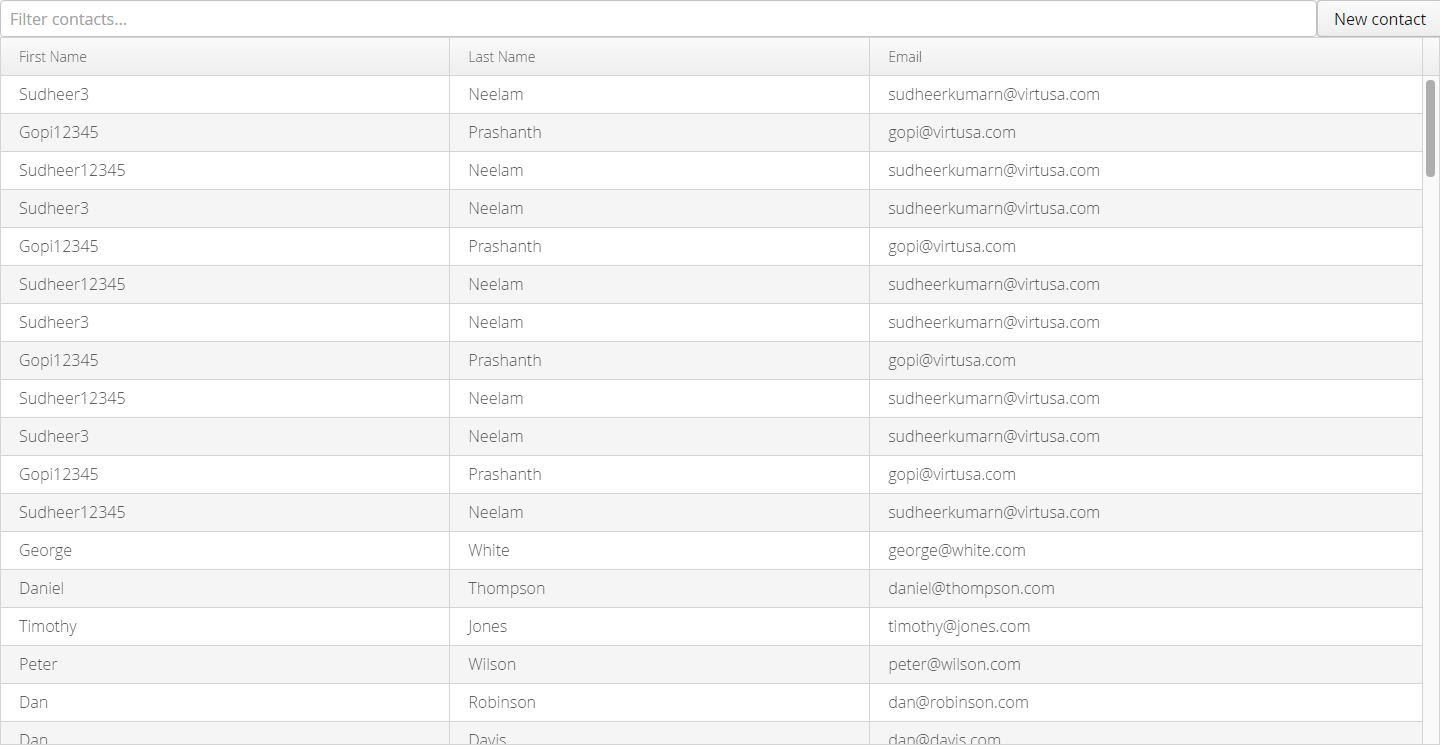 Filter contacts...
New contact
First Name Last Name Email
Sudheer3 Neelam sudheerkumarn@virtusa.com
Gopi12345 Prashanth gopi@virtusa.com
Sudheer12345 Neelam sudheerkumarn@virtusa.com
Sudheer3 Neelam sudheerkumarn@virtusa.com
Gopi12345 Prashanth gopi@virtusa.com
Sudheer12345 Neelam sudheerkumarn@virtusa.com
Sudheer3 Neelam sudheerkumarn@virtusa.com
Gopi12345 Prashanth gopi@virtusa.com
Sudheer12345 Neelam sudheerkumarn@virtusa.com
Sudheer3 Neelam sudheerkumarn@virtusa.com
Gopi12345 Prashanth gopi@virtusa.com
Sudheer12345 Neelam sudheerkumarn@virtusa.com
George White george@white.com
Daniel Thompson daniel@thompson.com
Timothy Jones timothy@jones.com
Peter Wilson peter@wilson.com
Dan Robinson dan@robinson.com
Dan Davis dan@davis.com